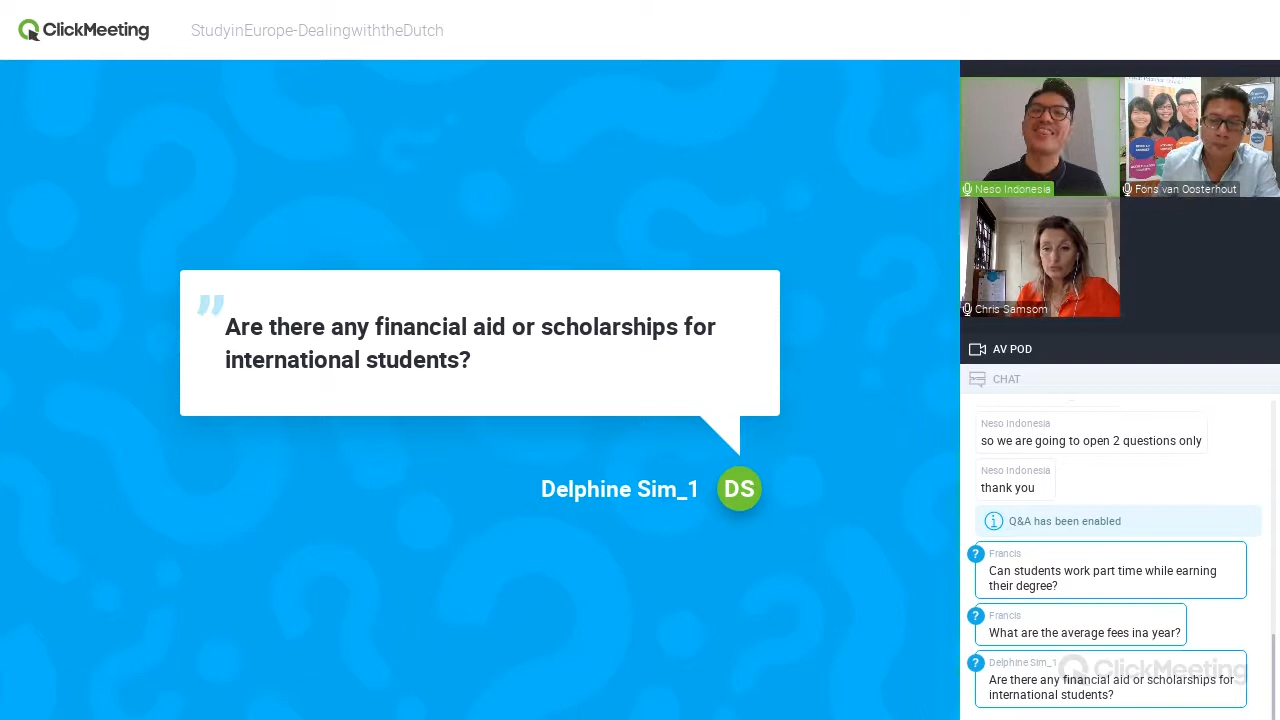 ClickMeeting
StudyinEurope-DealingwiththeDutch
Are there any financial aid or scholarships for
international students?
Delphine Sim_1
DS
Neso Indonesia
Fons van Oosterhout
Chris Samsom
AV POD
CHAT
Neso Indonesia
so we are going to open 2 questions only
Neso Indonesia
thank you
Q&A has been enabled
? Francis
Can students work part time while earning
their degree?
? Francis
What are the average fees ina year?
? Delphine Sim_1
Are there any financial aid or scholarships for
international students?
ClickMeeting